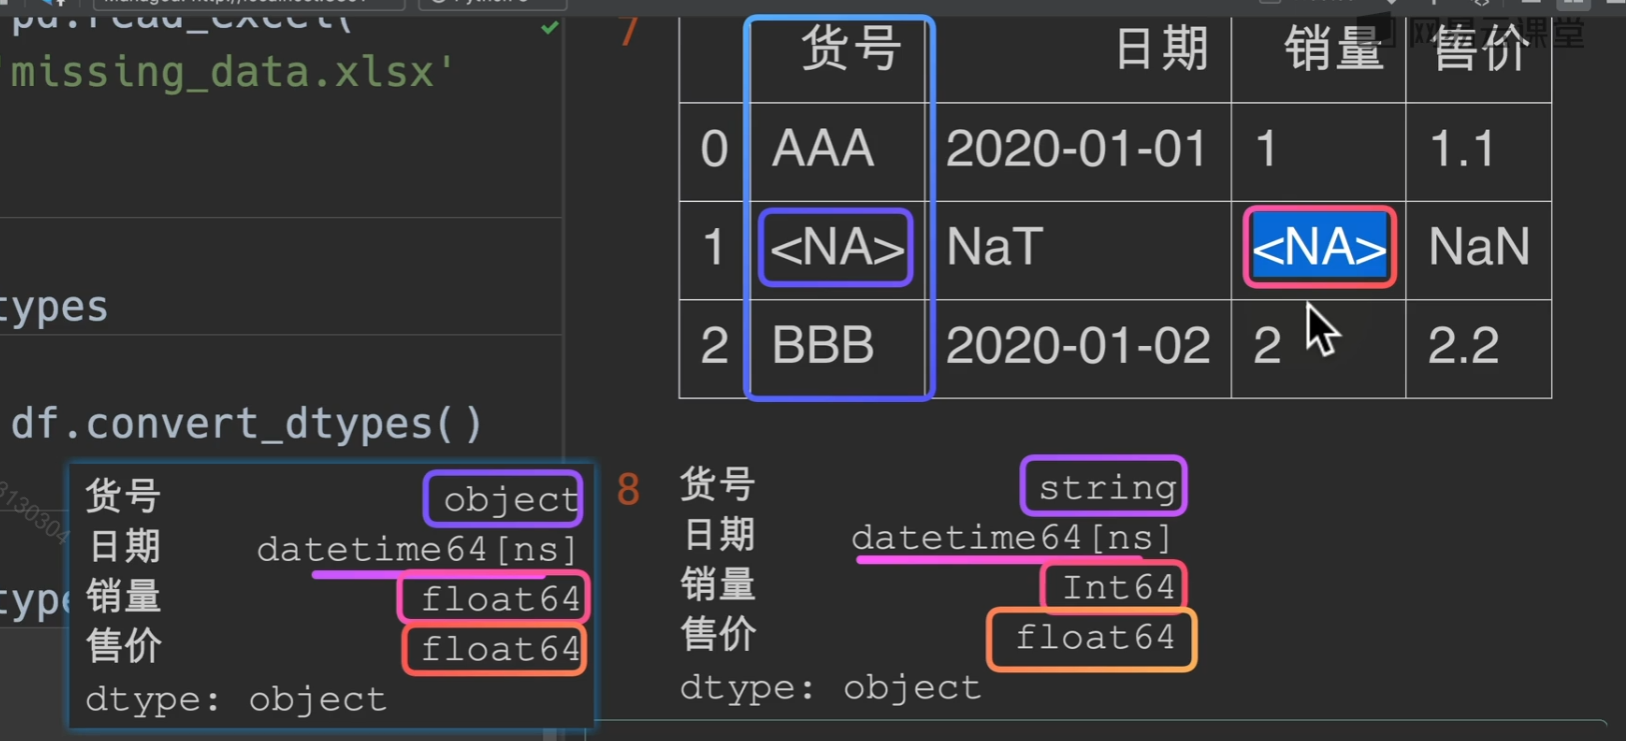 pd.read_excel(
'missing_data.xlsx'
types
df.convert_dtypes()
type
7
货号 日期 销量 售价
0 AAA 2020-01-01 1 1.1
1 <NA> NaT <NA> NaN
2 BBB 2020-01-02 2 2.2
货号 object
日期 datetime64[ns]
销量 float64
售价 float64
dtype: object
8
货号 string
日期 datetime64[ns]
销量 Int64
售价 float64
dtype: object
网易云课堂